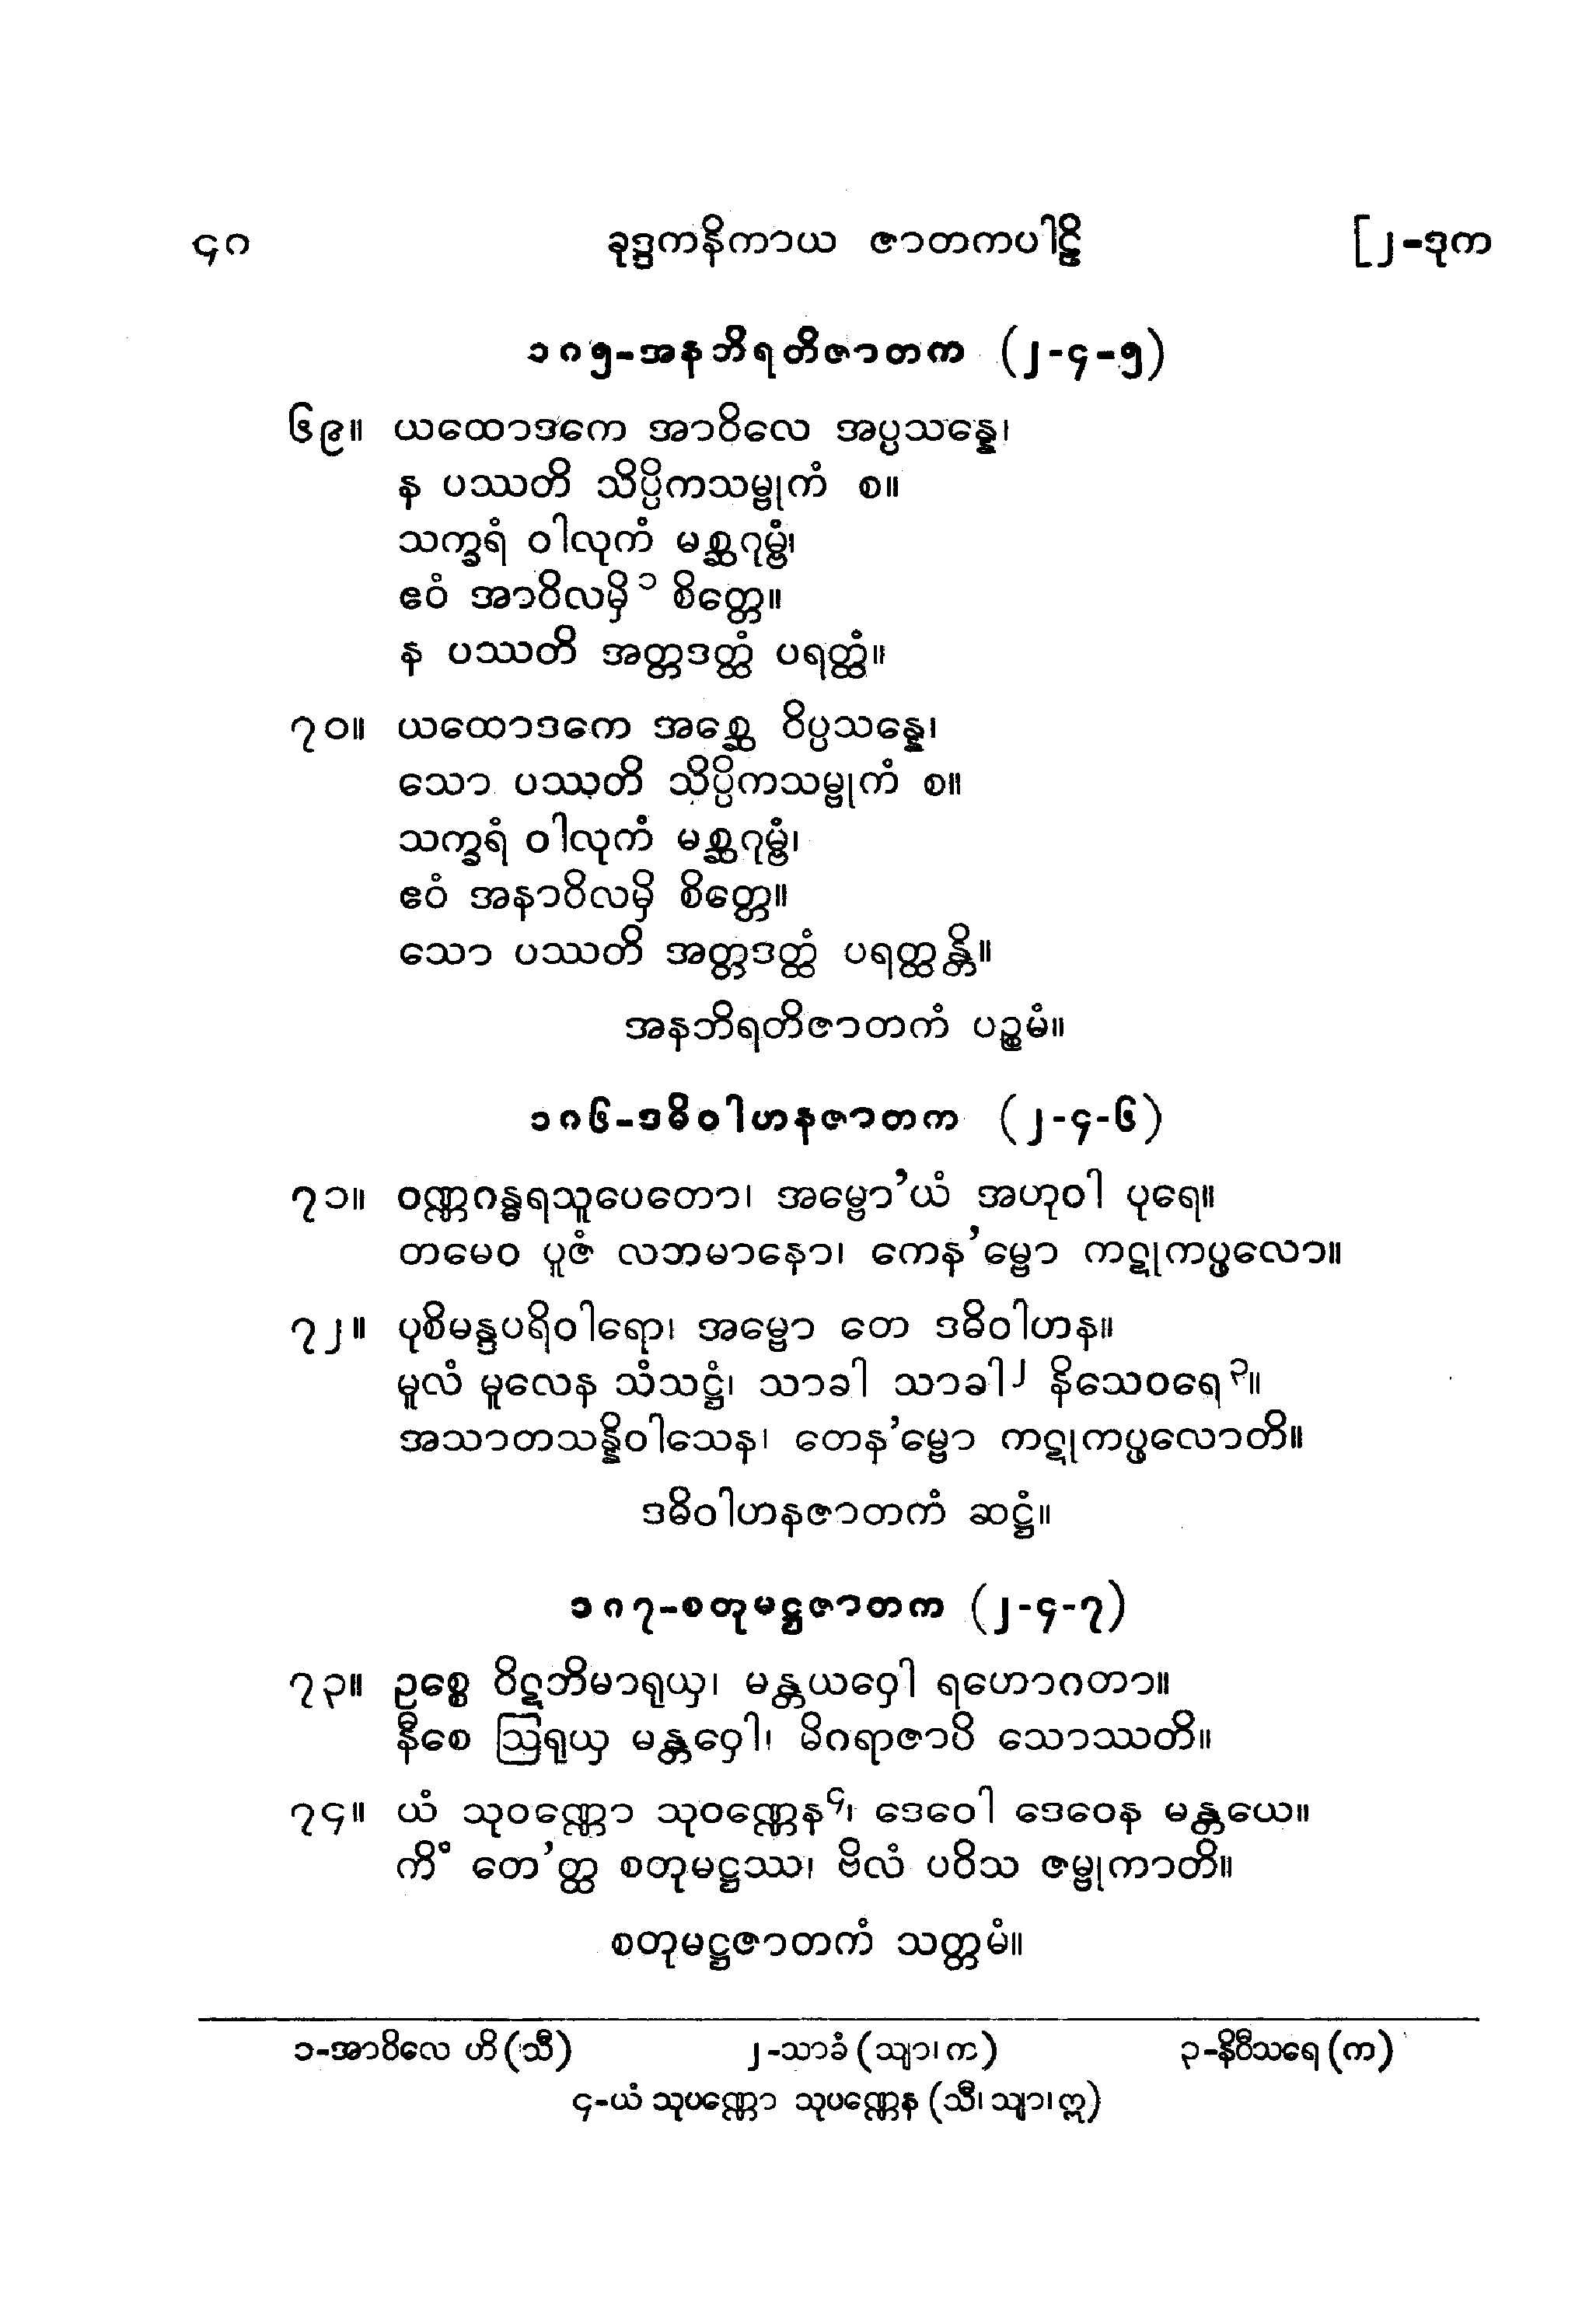 ၄၈ ခုဒ္ဒကနိကာယ ဇာတကပါဠိ [၂-ဒုက
၁၈၅-အနဘိရတိဇာတက (၂-၄-၅)
၆၉။ ယထောဒကေ အာဝိလေ အပ္ပသန္နေ၊
န ပဿတိ သိပ္ပိကသမ္ဗုကံ စ။
သက္ခရံ ဝါလုကံ မစ္ဆဂုမ္ဗံ၊
ဧဝံ အာဝိလမှိ ၁ စိတ္တေ။
န ပဿတိ အတ္တဒတ္ထံ ပရတ္ထံ။
၇၀။ ယထောဒကေ အစ္ဆေ ဝိပ္ပသန္နေ၊
သော ပဿတိ သိပ္ပိကသမ္ဗုကံ စ။
သက္ခရံ ဝါလုကံ မစ္ဆဂုမ္ဗံ၊
ဧဝံ အနာဝိလမှိ စိတ္တေ။
သော ပဿတိ အတ္တဒတ္ထံ ပရတ္ထန္တိ။
အနဘိရတိဇာတကံ ပဉ္စမံ။
၁၈၆-ဒဓိဝါဟနဇာတက (၂-၄-၆)
၇၁။ ဝဏ္ဏဂန္ဓရသူပေတော၊ အမ္ဗော’ယံ အဟုဝါ ပုရေ။
တမေဝ ပူဇံ လဘမာနော၊ ကေန’မ္ဗော ကဋုကပ္ဖလော။
၇၂။ ပုစိမန္ဒပရိဝါရော၊ အမ္ဗော တေ ဒဓိဝါဟန။
မူလံ မူလေန သံသဋ္ဌံ၊ သာခါ သာခါ ၂ နိသေဝရေ ၃။
အသာတသန္နိဝါသေန၊ တေန’မ္ဗော ကဋုကပ္ဖလောတိ။
ဒဓိဝါဟနဇာတကံ ဆဋ္ဌံ။
၁၈၇-စတုမဋ္ဌဇာတက (၂-၄-၇)
၇၃။ ဥစ္စေ ဝိဋဘိမာရုယှ၊ မန္တယဝှေါ ရဟောဂတာ။
နီစေ ဩရုယှ မန္တဝှေါ၊ မိဂရာဇာပိ သောဿတိ။
၇၄။ ယံ သုဝဏ္ဏော သုဝဏ္ဏေန ၄၊ ဒေဝေါ ဒေဝေန မန္တယေ။
ကိံ တေ’တ္ထ စတုမဋ္ဌဿ၊ ဗိလံ ပဝိသ ဇမ္ဗုကာတိ။
စတုမဋ္ဌဇာတကံ သတ္တမံ။
၁-အာဝိလေ ဟိ (သီ) ၂-သာခံ (သျာ၊ က) ၃-နိဝီသရေ (က)
၄-ယံ သုပဏ္ဏော သုပဏ္ဏေန (သီ၊ သျာ၊ ဣ)